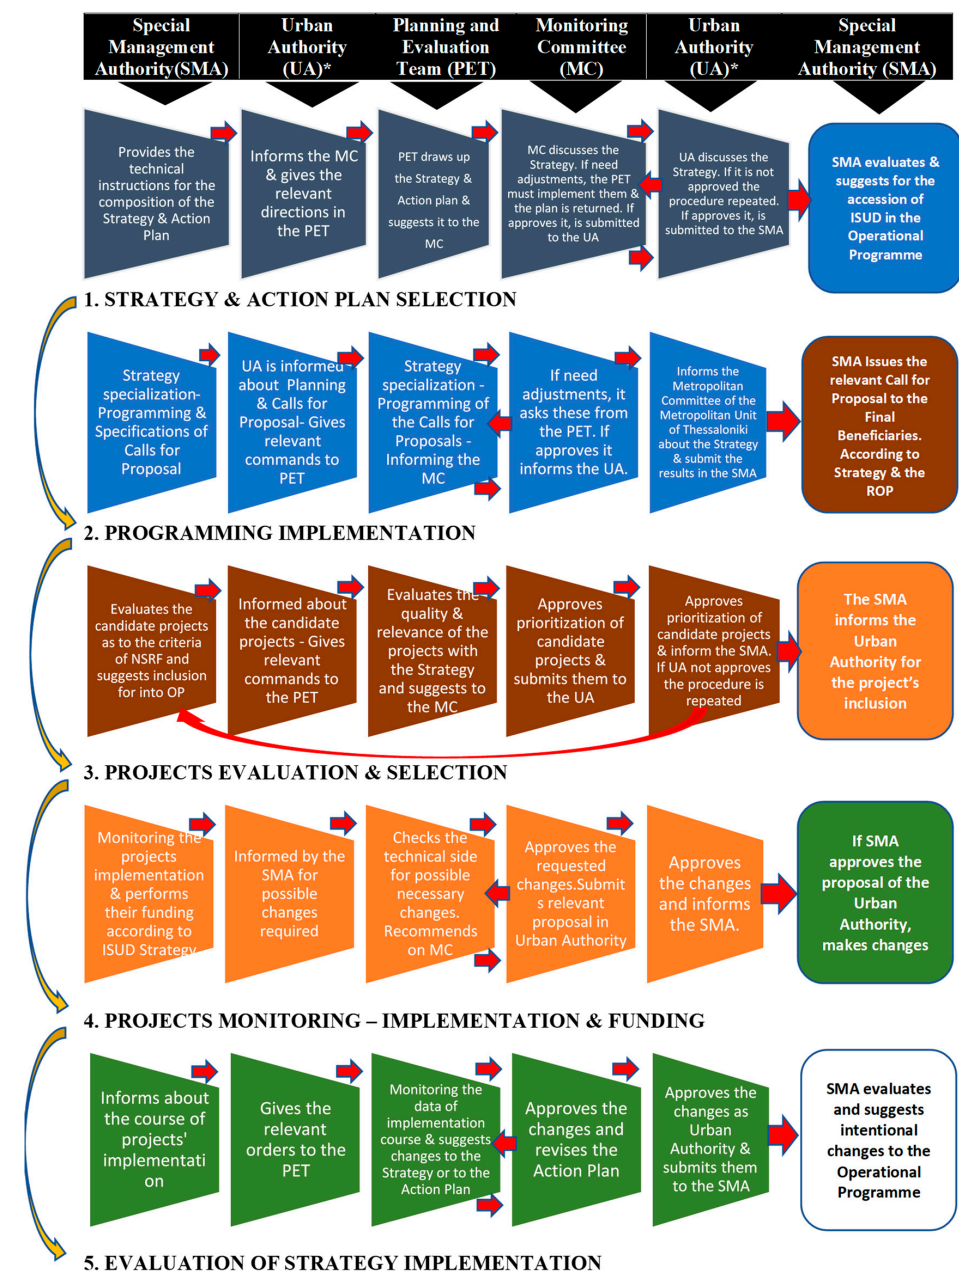 Special
Management
Authority(SMA)
Urban
Authority
(UA)*
Planning and
Evaluation
Team (PET)
Monitoring
Committee
(MC)
Urban
Authority
(UA)*
Special
Management
Authority (SMA)
Provides the
technical
instructions for the
composition of the
Strategy & Action
Plan
Informs the MC
& gives the
relevant
directions in
the PET
PET draws up
the Strategy &
Action plan &
suggests it to the
MC
MC discusses the
Strategy. If need
adjustments, the PET
must implement them &
the plan is returned. If
approves it, is submitted
to the UA
UA discusses the
Strategy. If it is not
approved the
procedure repeated.
If approves it, is
submitted to the SMA
SMA evaluates &
suggests for the
accession of
ISUD in the
Operational
Programme
1. STRATEGY & ACTION PLAN SELECTION
Strategy
specialization-
Programming &
Specifications of
Calls for
Proposal
UA is informed
about Planning
& Calls for
Proposal- Gives
relevant
commands to
PET
Strategy
specialization -
Programming of
the Calls for
Proposals -
Informing the
MC
If need
adjustments, it
asks these from
the PET. If
approves it
informs the UA.
Informs the
Metropolitan
Committee of the
Metropolitan Unit
of Thessaloniki
about the Strategy
& submit the
results in the SMA
SMA Issues the
relevant Call for
Proposal to the
Final
Beneficiaries.
According to
Strategy & the
ROP
2. PROGRAMMING IMPLEMENTATION
Evaluates the
candidate projects
as to the criteria
of NSRF and
suggests inclusion
for into OP
Informed about
the candidate
projects - Gives
relevant
commands to
the PET
Evaluates the
quality &
relevance of the
projects with
the Strategy
and suggests to
the MC
Approves
prioritization of
candidate
projects &
submits them to
the UA
Approves
prioritization of
candidate projects
& inform the SMA.
If UA not approves
the procedure is
repeated
The SMA
informs the
Urban
Authority for
the project's
inclusion
3. PROJECTS EVALUATION & SELECTION
Monitoring the
projects
implementation
& performs
their funding
according to
ISUD Strategy
Informed by the
SMA for
possible
changes
required
Checks the
technical side
for possible
necessary
changes.
Recommends
on MC
Approves the
requested
changes.Submit
s relevant
proposal in
Urban Authority
Approves
the changes
and informs
the SMA.
If SMA
approves the
proposal of the
Urban
Authority,
makes changes
4. PROJECTS MONITORING – IMPLEMENTATION & FUNDING
Informs about
the course of
projects'
implementati
on
Gives the
relevant
orders to the
PET
Monitoring the
data of
implementation
course & suggests
changes to the
Strategy or to the
Action Plan
Approves the
changes and
revises the
Action Plan
Approves the
changes as
Urban
Authority &
submits them
to the SMA
SMA evaluates
and suggests
intentional
changes to the
Operational
Programme
5. EVALUATION OF STRATEGY IMPLEMENTATION